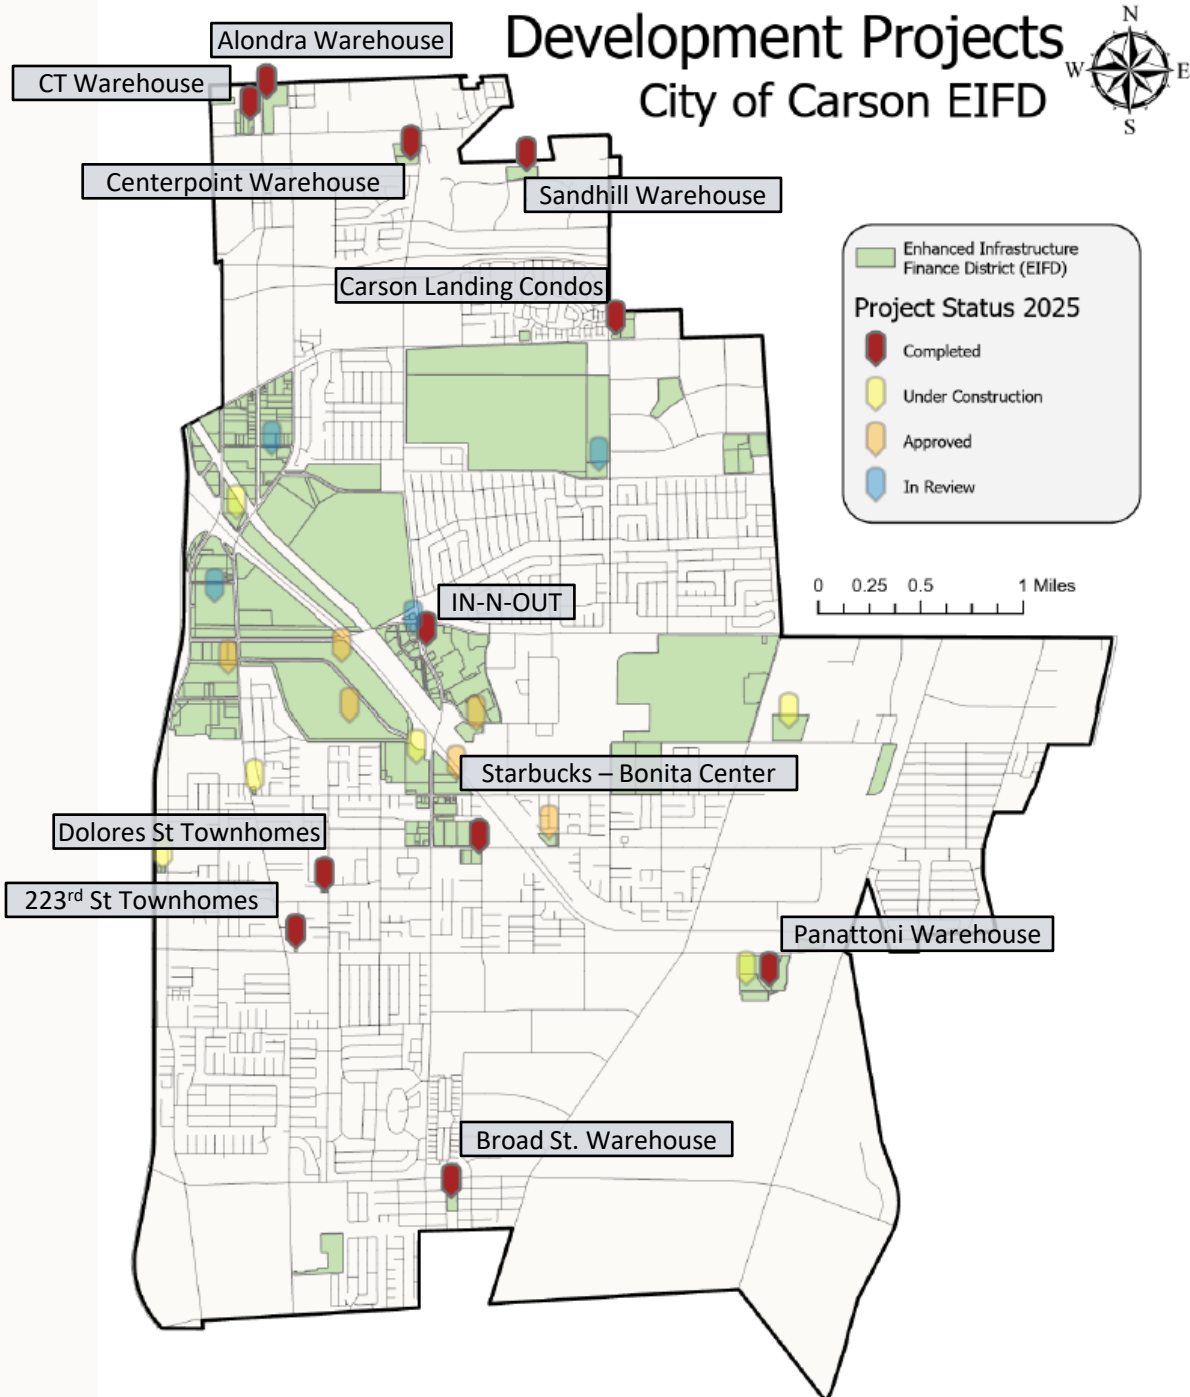 Development Projects
City of Carson EIFD
N
W
E
S
Alondra Warehouse
CT Warehouse
Centerpoint Warehouse
Sandhill Warehouse
Carson Landing Condos
Enhanced Infrastructure
Finance District (EIFD)
Project Status 2025
Completed
Under Construction
Approved
In Review
0 0.25 0.5 1 Miles
IN-N-OUT
Starbucks – Bonita Center
Dolores St Townhomes
223rd St Townhomes
Panattoni Warehouse
Broad St. Warehouse